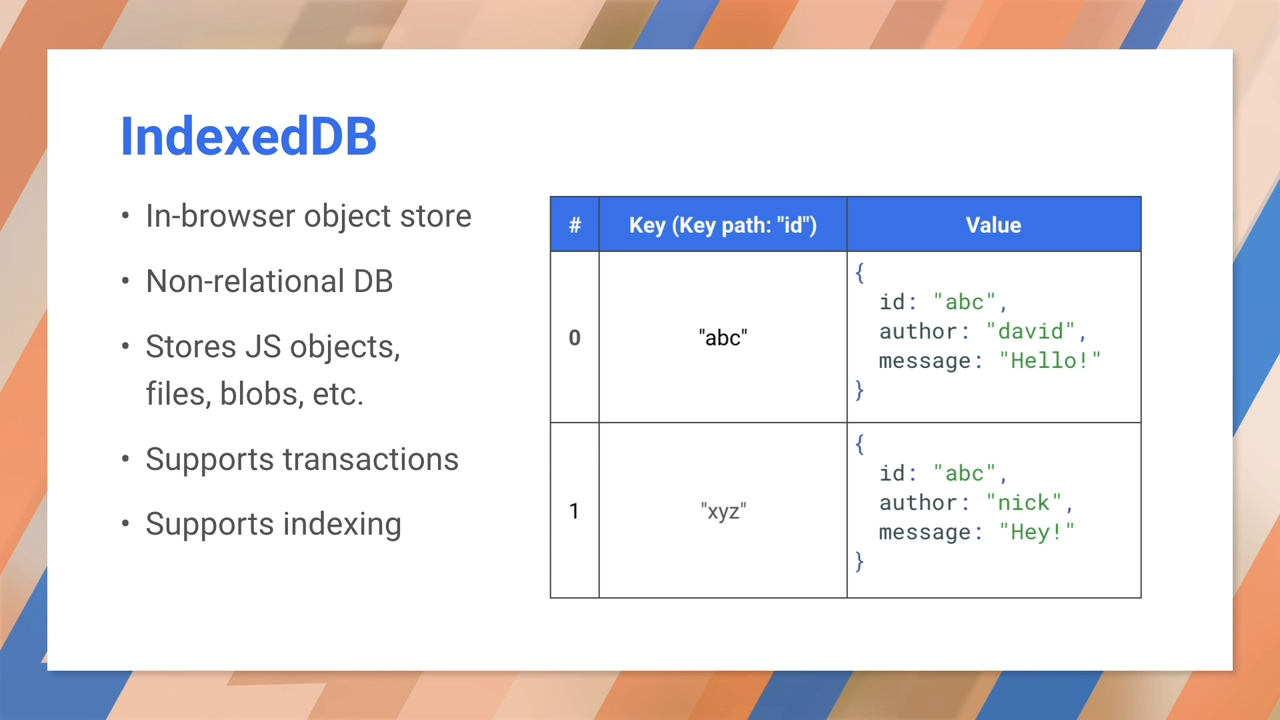 IndexedDB
• In-browser object store
• Non-relational DB
• Stores JS objects,
files, blobs, etc.
• Supports transactions
• Supports indexing
# Key (Key path: "id") Value
0 "abc"
{
id: "abc",
author: "david",
message: "Hello!"
}
1 "xyz"
{
id: "abc",
author: "nick",
message: "Hey!"
}